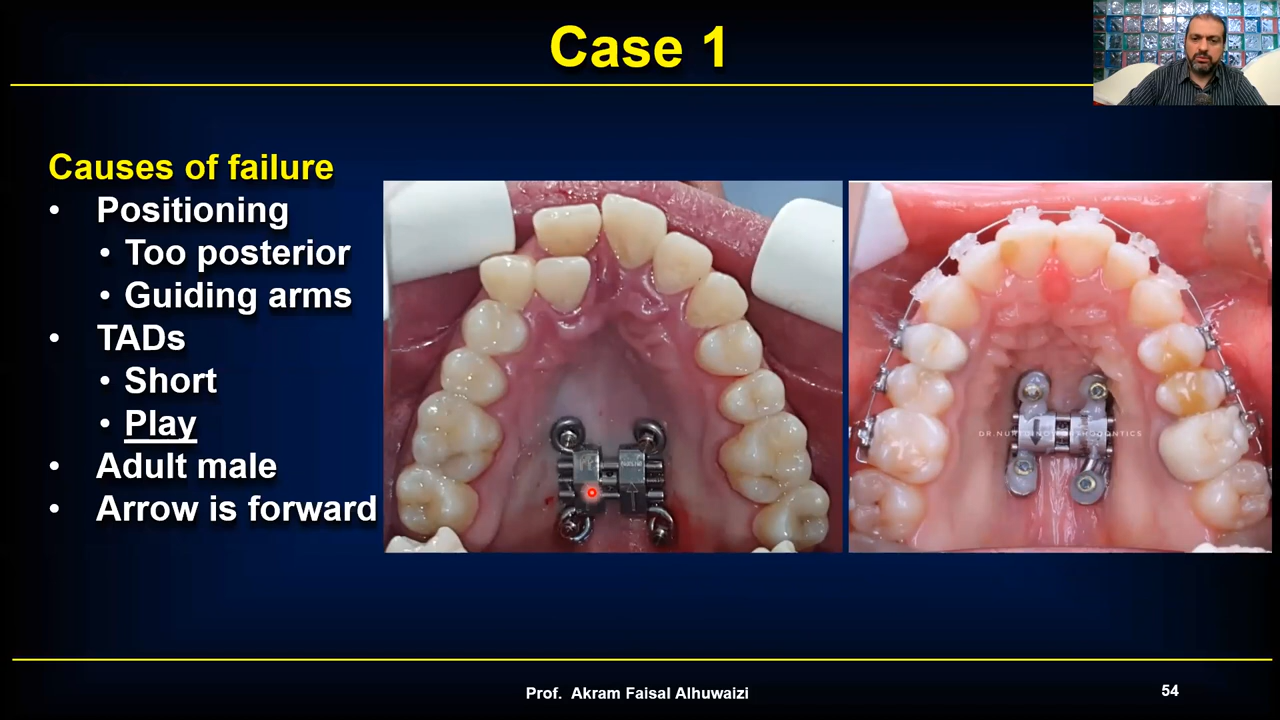 Case 1
Causes of failure
• Positioning
• Too posterior
• Guiding arms
• TADs
• Short
• Play
• Adult male
• Arrow is forward
Prof. Akram Faisal Alhuwaizi
54